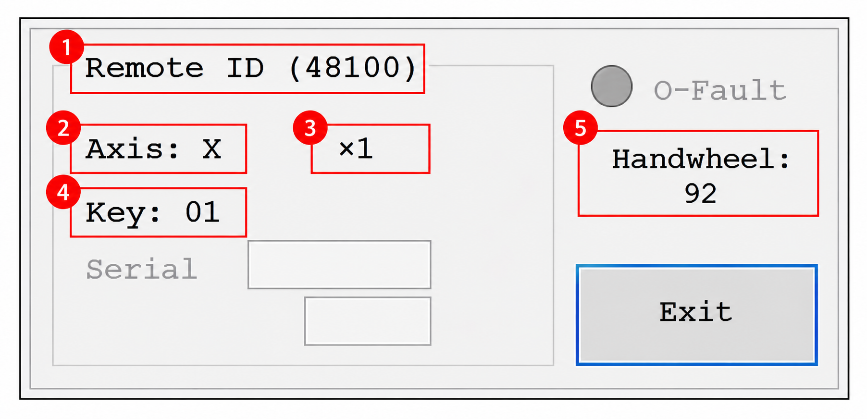 1
Remote ID (48100)
O-Fault
2
Axis: X
3
×1
5
Handwheel:
92
4
Key: 01
Serial
Exit